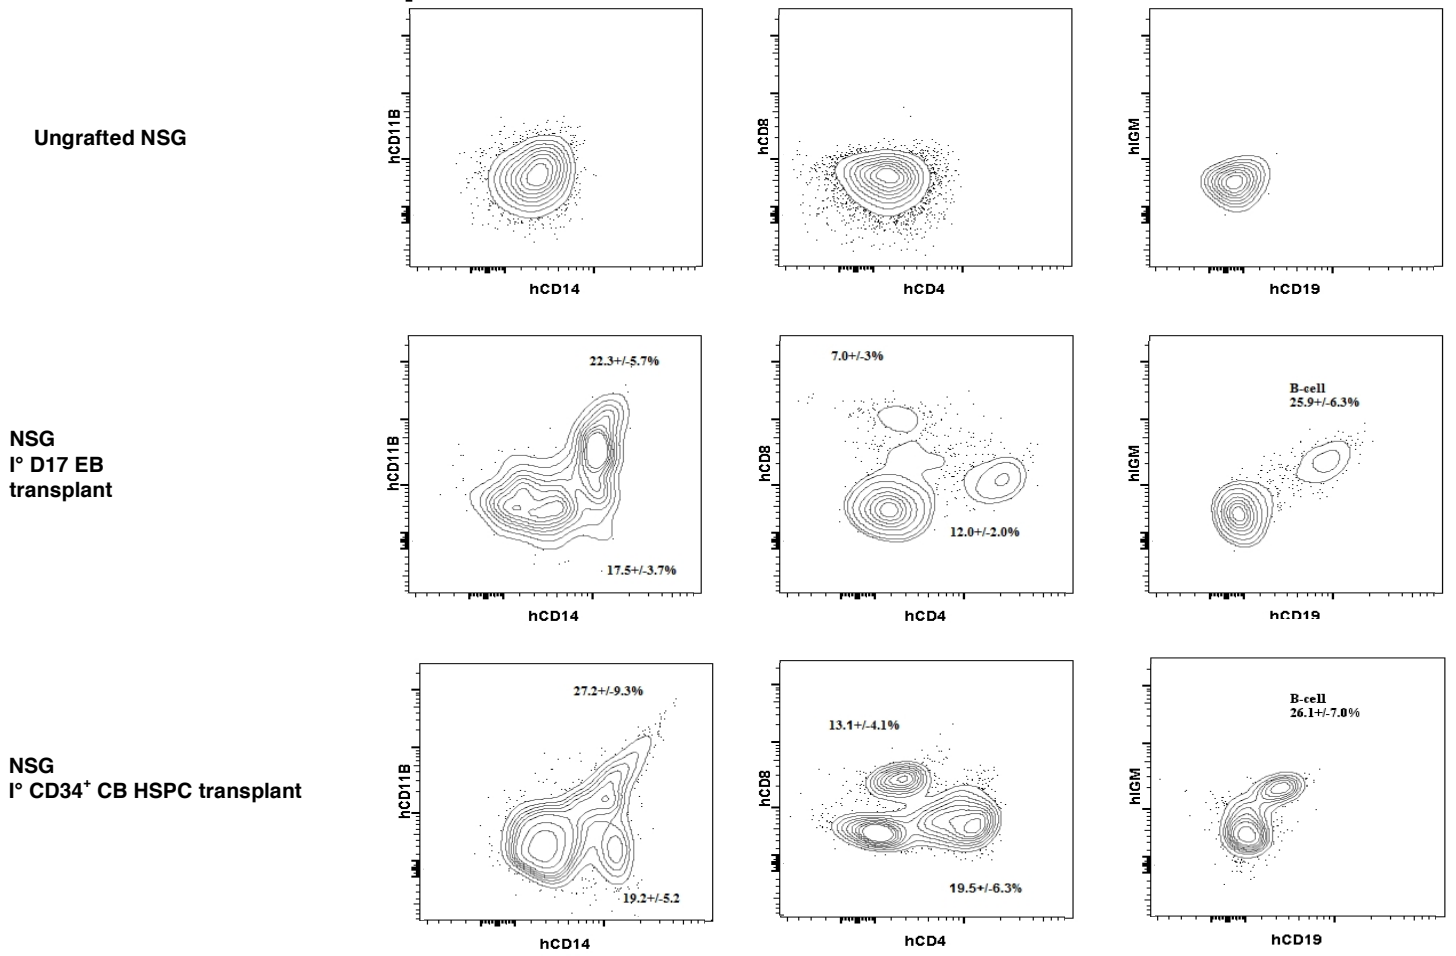 Ungrafted NSG
hCD11B
hCD14
hCD8
hCD4
hIGM
hCD19
NSG
I° D17 EB
transplant
hCD11B
22.3+/-5.7%
17.5+/-3.7%
hCD14
hCD8
7.0+/-3%
12.0+/-2.0%
hCD4
hIGM
B-cell
25.9+/-6.3%
hCD19
NSG
I° CD34+ CB HSPC transplant
hCD11B
27.2+/-9.3%
19.2+/-5.2
hCD14
hCD8
13.1+/-4.1%
19.5+/-6.3%
hCD4
hIGM
B-cell
26.1+/-7.0%
hCD19